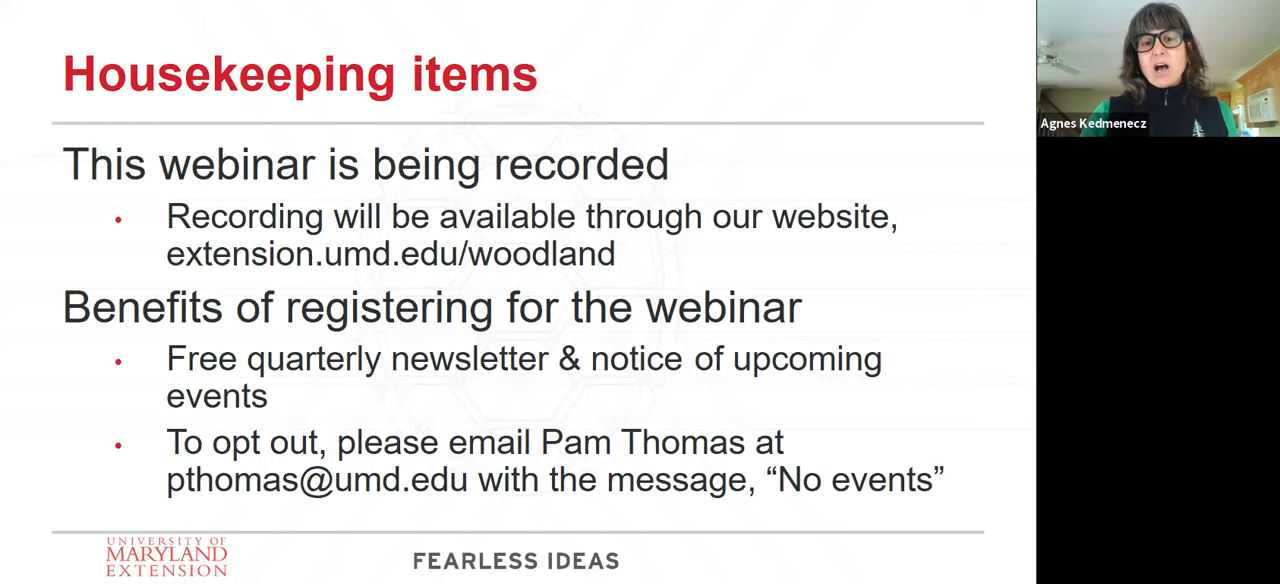 Housekeeping items
This webinar is being recorded
• Recording will be available through our website,
extension.umd.edu/woodland
Benefits of registering for the webinar
• Free quarterly newsletter & notice of upcoming
events
• To opt out, please email Pam Thomas at
pthomas@umd.edu with the message, “No events”
UNIVERSITY OF
MARYLAND
EXTENSION
FEARLESS IDEAS
Agnes Kedmenecz